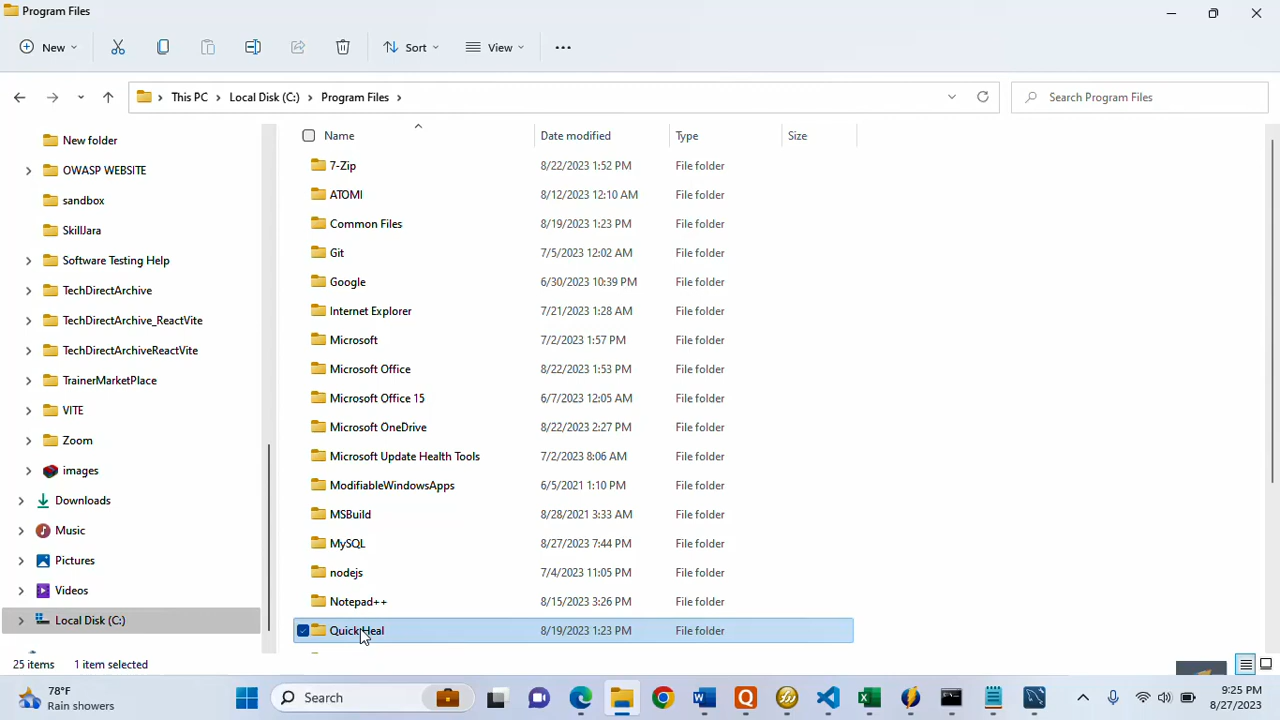 Program Files
New
Sort
View
This PC
Local Disk (C:)
Program Files
Search Program Files
New folder
OWASP WEBSITE
sandbox
SkillJara
Software Testing Help
TechDirectArchive
TechDirectArchive_ReactVite
TechDirectArchiveReactVite
TrainerMarketPlace
VITE
Zoom
images
Downloads
Music
Pictures
Videos
Local Disk (C:)
Name Date modified Type Size
7-Zip 8/22/2023 1:52 PM File folder
ATOMI 8/12/2023 12:10 AM File folder
Common Files 8/19/2023 1:23 PM File folder
Git 7/5/2023 12:02 AM File folder
Google 6/30/2023 10:39 PM File folder
Internet Explorer 7/21/2023 1:28 AM File folder
Microsoft 7/2/2023 1:57 PM File folder
Microsoft Office 8/22/2023 1:53 PM File folder
Microsoft Office 15 6/7/2023 12:05 AM File folder
Microsoft OneDrive 8/22/2023 2:27 PM File folder
Microsoft Update Health Tools 7/2/2023 8:06 AM File folder
ModifiableWindowsApps 6/5/2021 1:10 PM File folder
MSBuild 8/28/2021 3:33 AM File folder
MySQL 8/27/2023 7:44 PM File folder
nodejs 7/4/2023 11:05 PM File folder
Notepad++ 8/15/2023 3:26 PM File folder
Quick Heal 8/19/2023 1:23 PM File folder
25 items 1 item selected
78°F
Rain showers
Search
9:25 PM
8/27/2023